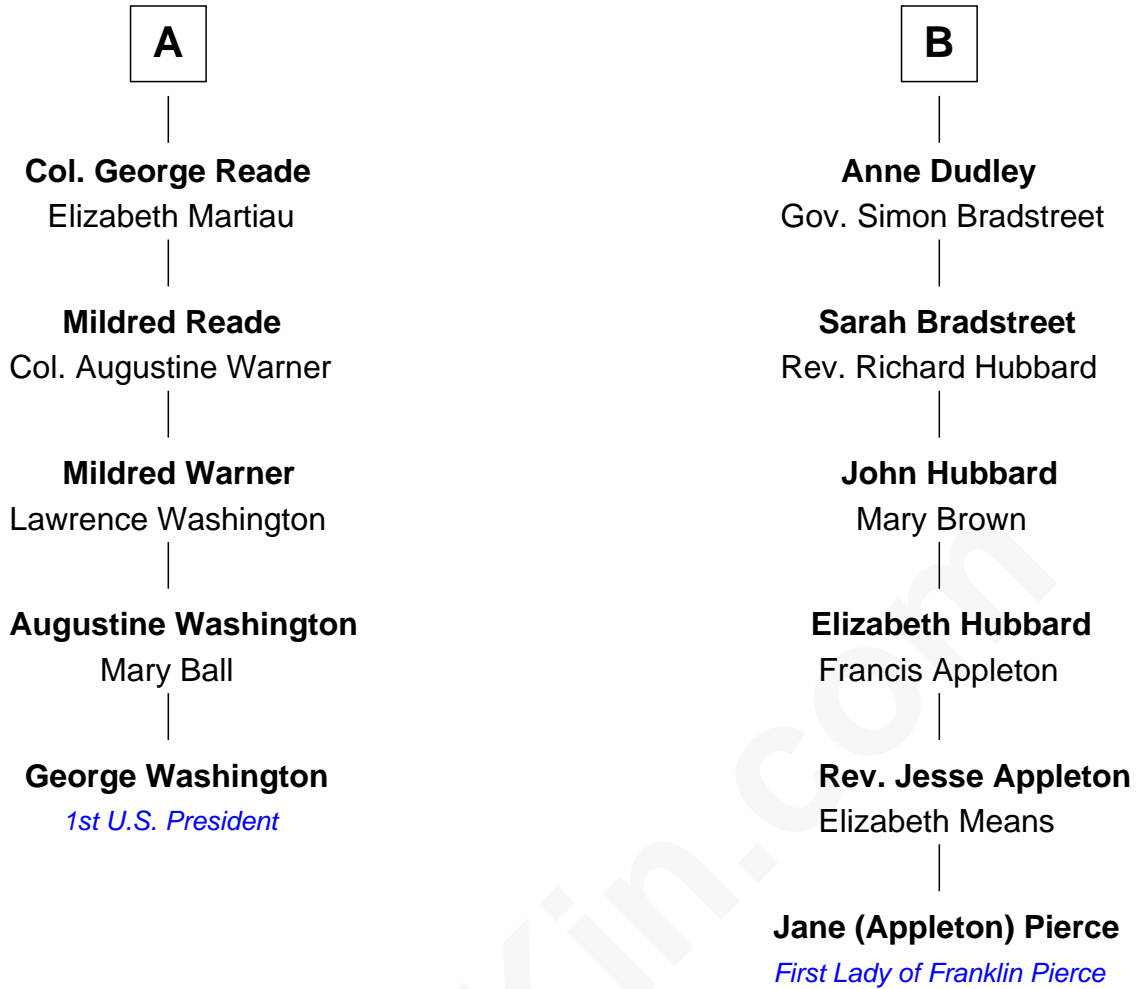 A
Col. George Reade
Elizabeth Martiau
Mildred Reade
Col. Augustine Warner
Mildred Warner
Lawrence Washington
Augustine Washington
Mary Ball
George Washington
1st U.S. President
B
Anne Dudley
Gov. Simon Bradstreet
Sarah Bradstreet
Rev. Richard Hubbard
John Hubbard
Mary Brown
Elizabeth Hubbard
Francis Appleton
Rev. Jesse Appleton
Elizabeth Means
Jane (Appleton) Pierce
First Lady of Franklin Pierce
Kin.com